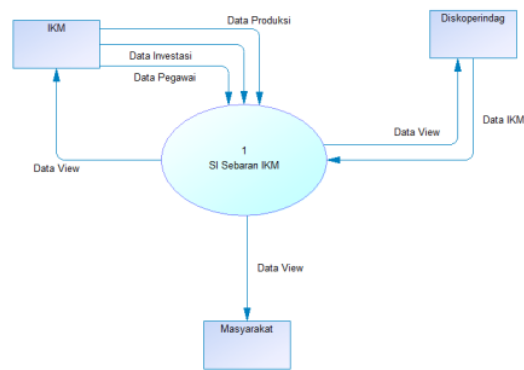 IKM
Data Produksi
Diskoperindag
Data Investasi
Data Pegawai
Data IKM
Data View
1
SI Sebaran IKM
Data View
Data View
Masyarakat